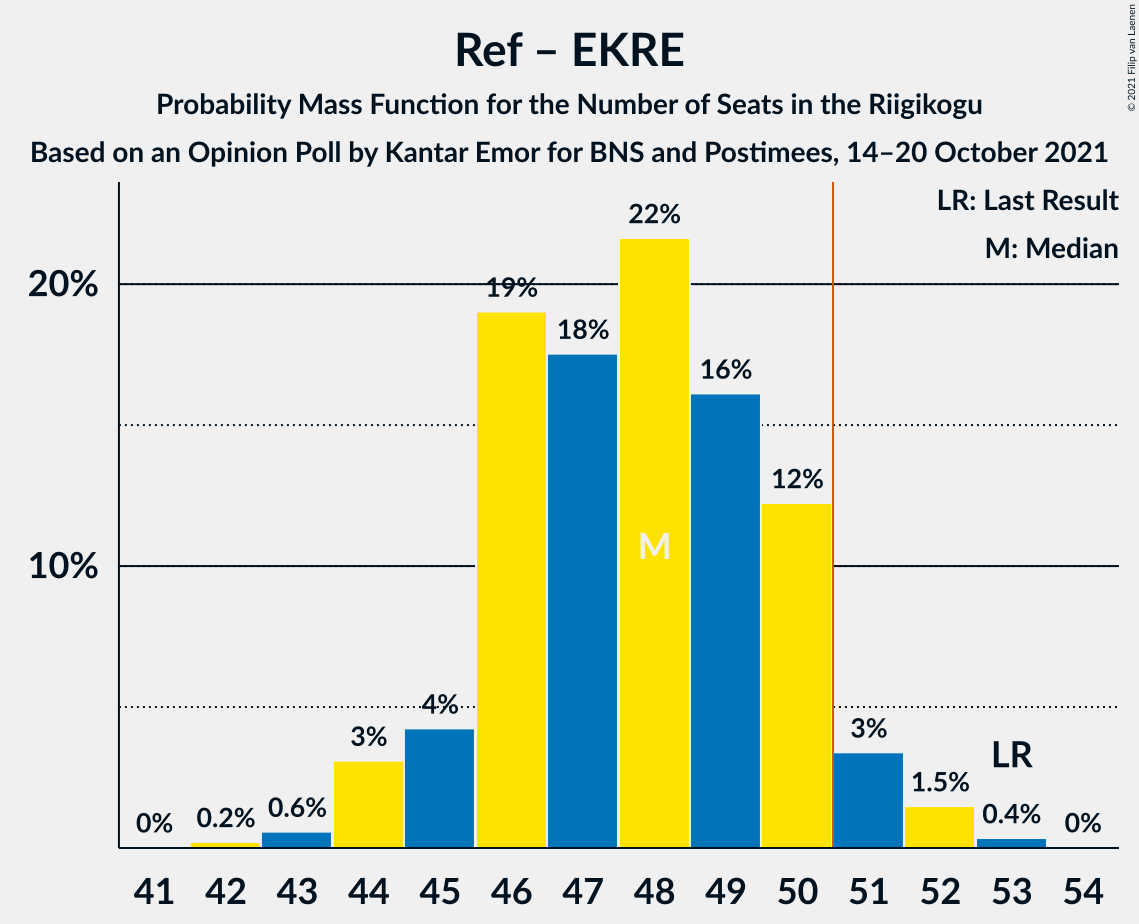 © 2021 Filip van Laenen
Ref – EKRE
Probability Mass Function for the Number of Seats in the Riigikogu
Based on an Opinion Poll by Kantar Emor for BNS and Postimees, 14–20 October 2021
LR: Last Result
M: Median
20%
10%
0%
0.2%
0.6%
3%
4%
19%
18%
22%
16%
12%
3%
1.5%
0.4%
0%
M
LR
41 42 43 44 45 46 47 48 49 50 51 52 53 54